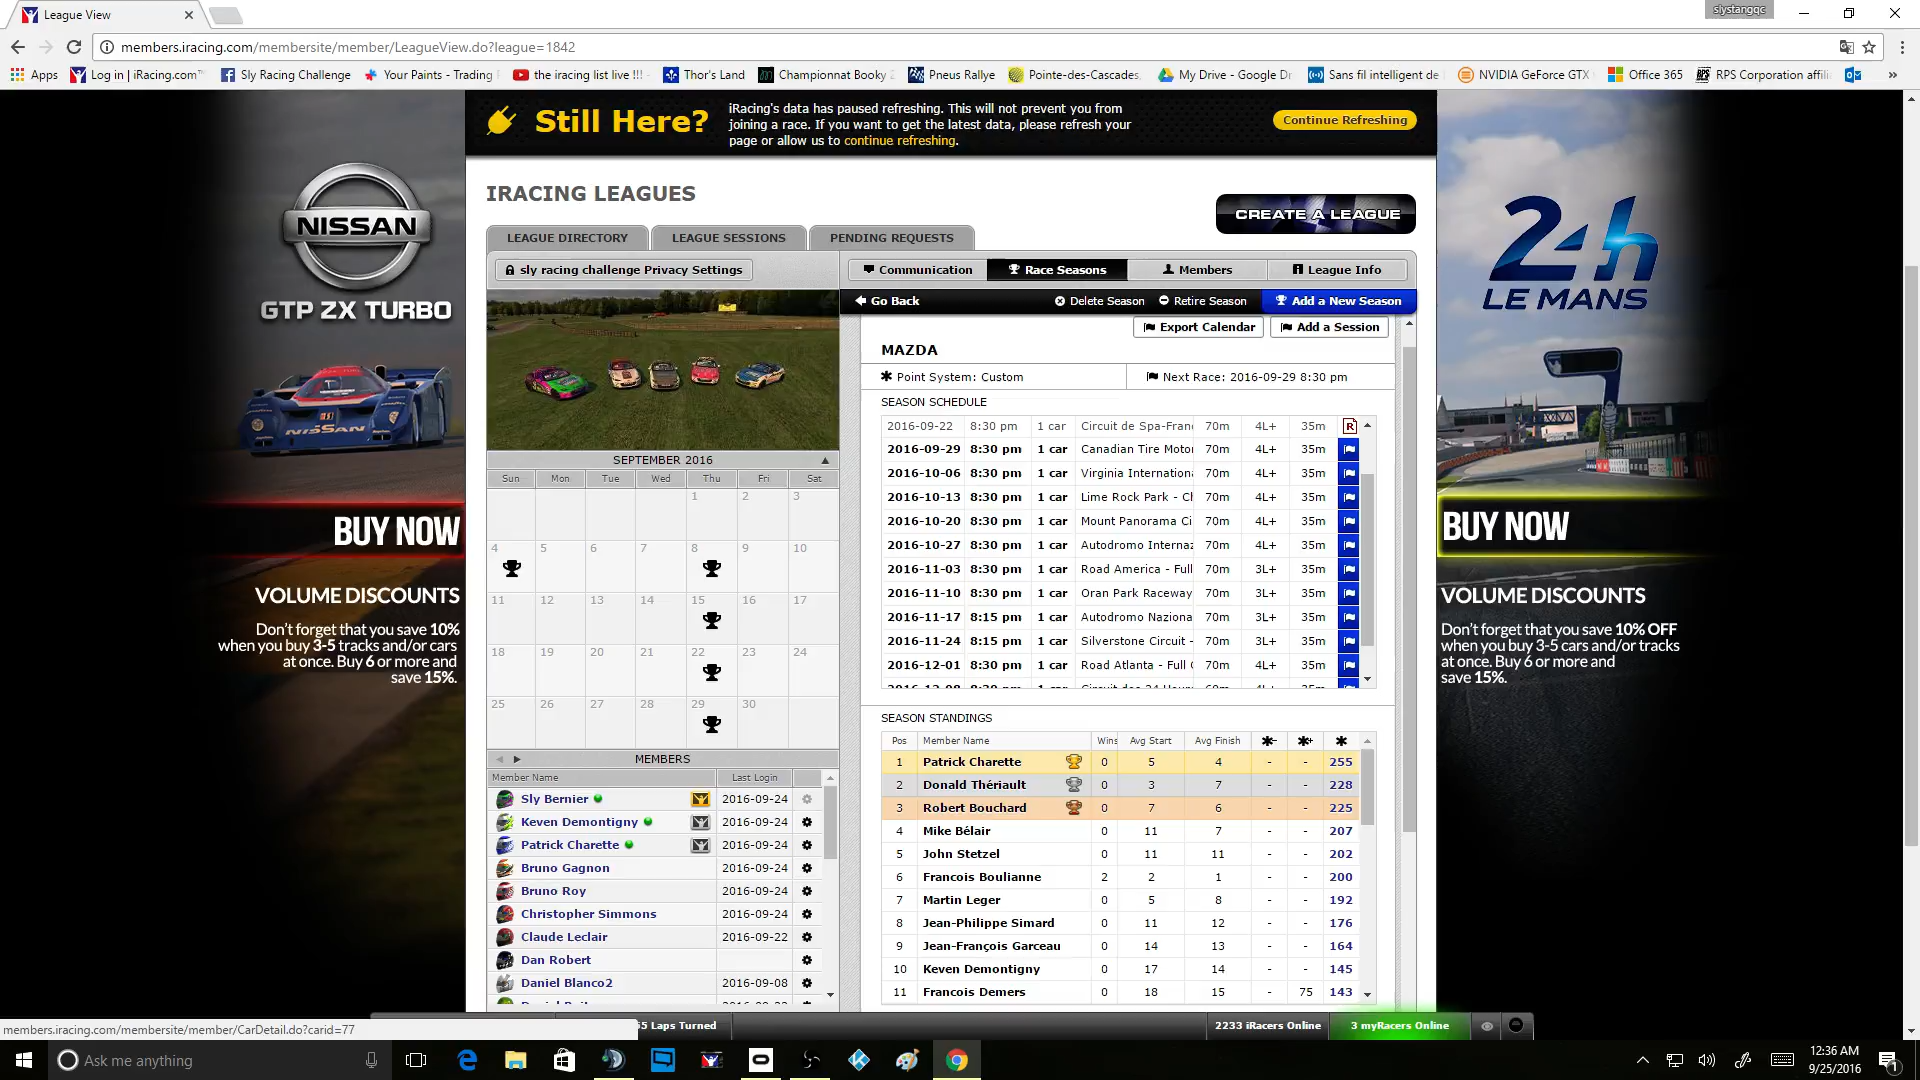 League View
slystangqc
members.iracing.com/membersite/member/LeagueView.do?league=1842
Apps
Log in | iRacing.com™
Sly Racing Challenge
Your Paints - Trading
the iracing list live !!!
Thor's Land
Championnat Booky
Pneus Rallye
Pointe-des-Cascades,
My Drive - Google Dr
Sans fil intelligent de
NVIDIA GeForce GTX
Office 365
RPS Corporation affili
»
Still Here?
iRacing's data has paused refreshing. This will not prevent you from
joining a race. If you want to get the latest data, please refresh your
page or allow us to continue refreshing.
Continue Refreshing
NISSAN
GTP ZX TURBO
BUY NOW
VOLUME DISCOUNTS
Don't forget that you save 10%
when you buy 3-5 tracks and/or cars
at once. Buy 6 or more and
save 15%.
IRACING LEAGUES
CREATE A LEAGUE
LEAGUE DIRECTORY
LEAGUE SESSIONS
PENDING REQUESTS
sly racing challenge Privacy Settings
Communication
Race Seasons
Members
League Info
Go Back
Delete Season
Retire Season
Add a New Season
Export Calendar
Add a Session
MAZDA
Point System: Custom
Next Race: 2016-09-29 8:30 pm
SEASON SCHEDULE
2016-09-22 8:30 pm 1 car Circuit de Spa-Fran 70m 4L+ 35m R
2016-09-29 8:30 pm 1 car Canadian Tire Motor 70m 4L+ 35m
2016-10-06 8:30 pm 1 car Virginia Internationa 70m 4L+ 35m
2016-10-13 8:30 pm 1 car Lime Rock Park - Cl 70m 4L+ 35m
2016-10-20 8:30 pm 1 car Mount Panorama Ci 70m 4L+ 35m
2016-10-27 8:30 pm 1 car Autodromo Internaz 70m 4L+ 35m
2016-11-03 8:30 pm 1 car Road America - Full 70m 3L+ 35m
2016-11-10 8:30 pm 1 car Oran Park Raceway 70m 3L+ 35m
2016-11-17 8:15 pm 1 car Autodromo Naziona 70m 3L+ 35m
2016-11-24 8:15 pm 1 car Silverstone Circuit - 70m 3L+ 35m
2016-12-01 8:30 pm 1 car Road Atlanta - Full C 70m 4L+ 35m
2016-12-08 8:30 pm 1 car Circuit des 24 Heure 60m 4L+ 35m
SEPTEMBER 2016
Sun Mon Tue Wed Thu Fri Sat
1 2 3
4 5 6 7 8 9 10
11 12 13 14 15 16 17
18 19 20 21 22 23 24
25 26 27 28 29 30
MEMBERS
Member Name Last Login
Sly Bernier 2016-09-24
Keven Demontigny 2016-09-24
Patrick Charette 2016-09-24
Bruno Gagnon 2016-09-24
Bruno Roy 2016-09-24
Christopher Simmons 2016-09-24
Claude Leclair 2016-09-22
Dan Robert
Daniel Blanco2 2016-09-08
SEASON STANDINGS
Pos Member Name Wins Avg Start Avg Finish
1 Patrick Charette 0 5 4 - - 255
2 Donald Thériault 0 3 7 - - 228
3 Robert Bouchard 0 7 6 - - 225
4 Mike Bélair 0 11 7 - - 207
5 John Stetzel 0 11 11 - - 202
6 Francois Boulianne 2 2 1 - - 200
7 Martin Leger 0 5 8 - - 192
8 Jean-Philippe Simard 0 11 12 - - 176
9 Jean-François Garceau 0 14 13 - - 164
10 Keven Demontigny 0 17 14 - - 145
11 Francois Demers 0 18 15 - 75 143
24h
LE MANS
BUY NOW
VOLUME DISCOUNTS
Don't forget that you save 10% OFF
when you buy 3-5 cars and/or tracks
at once. Buy 6 or more and
save 15%.
members.iracing.com/membersite/member/CarDetail.do?carid=77
55 Laps Turned
2233 iRacers Online
3 myRacers Online
Ask me anything
12:36 AM
9/25/2016
1